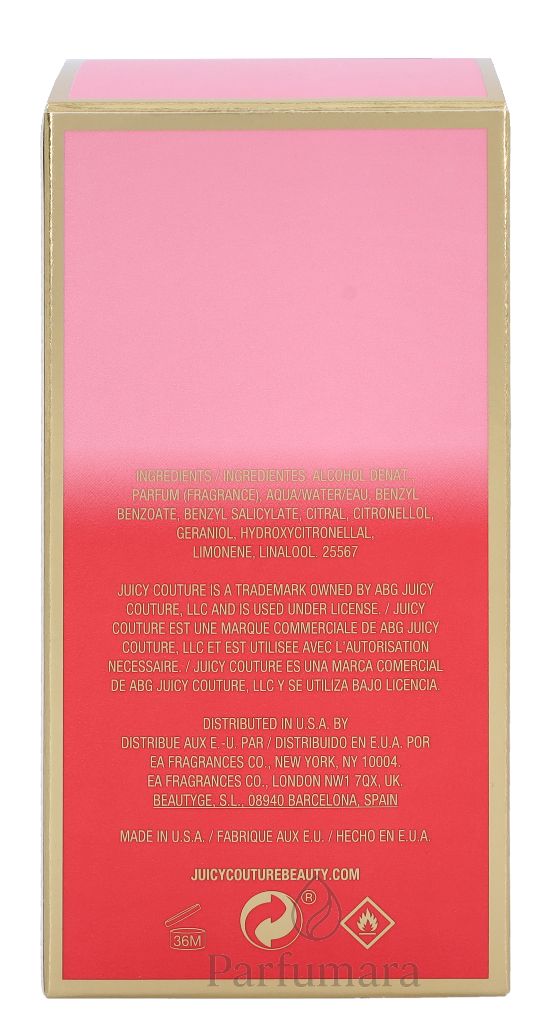 INGREDIENTS / INGREDIENTES: ALCOHOL DENAT.,
PARFUM (FRAGRANCE), AQUA/WATER/EAU, BENZYL
BENZOATE, BENZYL SALICYLATE, CITRAL, CITRONELLOL,
GERANIOL, HYDROXYCITRONELLAL,
LIMONENE, LINALOOL. 25567
JUICY COUTURE IS A TRADEMARK OWNED BY ABG JUICY
COUTURE, LLC AND IS USED UNDER LICENSE. / JUICY
COUTURE EST UNE MARQUE COMMERCIALE DE ABG JUICY
COUTURE, LLC ET EST UTILISEE AVEC L'AUTORISATION
NECESSAIRE. / JUICY COUTURE ES UNA MARCA COMERCIAL
DE ABG JUICY COUTURE, LLC Y SE UTILIZA BAJO LICENCIA.
DISTRIBUTED IN U.S.A. BY
DISTRIBUE AUX E.-U. PAR / DISTRIBUIDO EN E.U.A. POR
EA FRAGRANCES CO., NEW YORK, NY 10004.
EA FRAGRANCES CO., LONDON NW1 7QX, UK.
BEAUTYGE, S.L., 08940 BARCELONA, SPAIN
MADE IN U.S.A. / FABRIQUE AUX E.U. / HECHO EN E.U.A.
JUICYCOUTUREBEAUTY.COM
®
36M
Parfumara